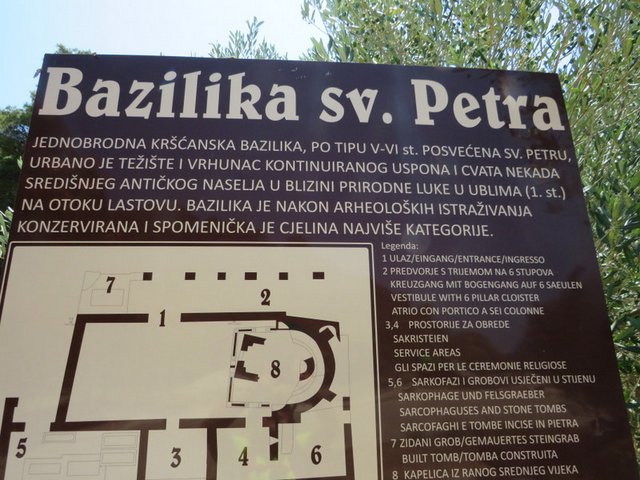 Bazilika sv. Petra
JEDNOBRODNA KRŠĆANSKA BAZILIKA, PO TIPU V-VI st. POSVEĆENA SV. PETRU,
URBANO JE TEŽIŠTE I VRHUNAC KONTINUIRANOG USPONA I CVATA NEKADA
SREDIŠNJEG ANTIČKOG NASELJA U BLIZINI PRIRODNE LUKE U UBLIMA (1. st.)
NA OTOKU LASTOVU. BAZILIKA JE NAKON ARHEOLOŠKIH ISTRAŽIVANJA
KONZERVIRANA I SPOMENIČKA JE CJELINA NAJVIŠE KATEGORIJE.
Legenda:
1 ULAZ/EINGANG/ENTRANCE/INGRESSO
2 PREDVORJE S TRIJEMOM NA 6 STUPOVA
KREUZGANG MIT BOGENGANG AUF 6 SAEULEN
VESTIBULE WITH 6 PILLAR CLOISTER
ATRIO CON PORTICO A SEI COLONNE
3,4 PROSTORIJE ZA OBREDE
SAKRISTEIEN
SERVICE AREAS
GLI SPAZI PER LE CEREMONIE RELIGIOSE
5,6 SARKOFAZI I GROBOVI USJEČENI U STIJENU
SARKOPHAGE UND FELSGRAEBER
SARCOPHAGUSES AND STONE TOMBS
SARCOFAGHI E TOMBE INCISE IN PIETRA
7 ZIDANI GROB/GEMAUERTES STEINGRAB
BUILT TOMB/TOMBA CONSTRUITA
8 KAPELICA IZ RANOG SREDNJEG VIJEKA
7
2
1
8
5
3
4
6